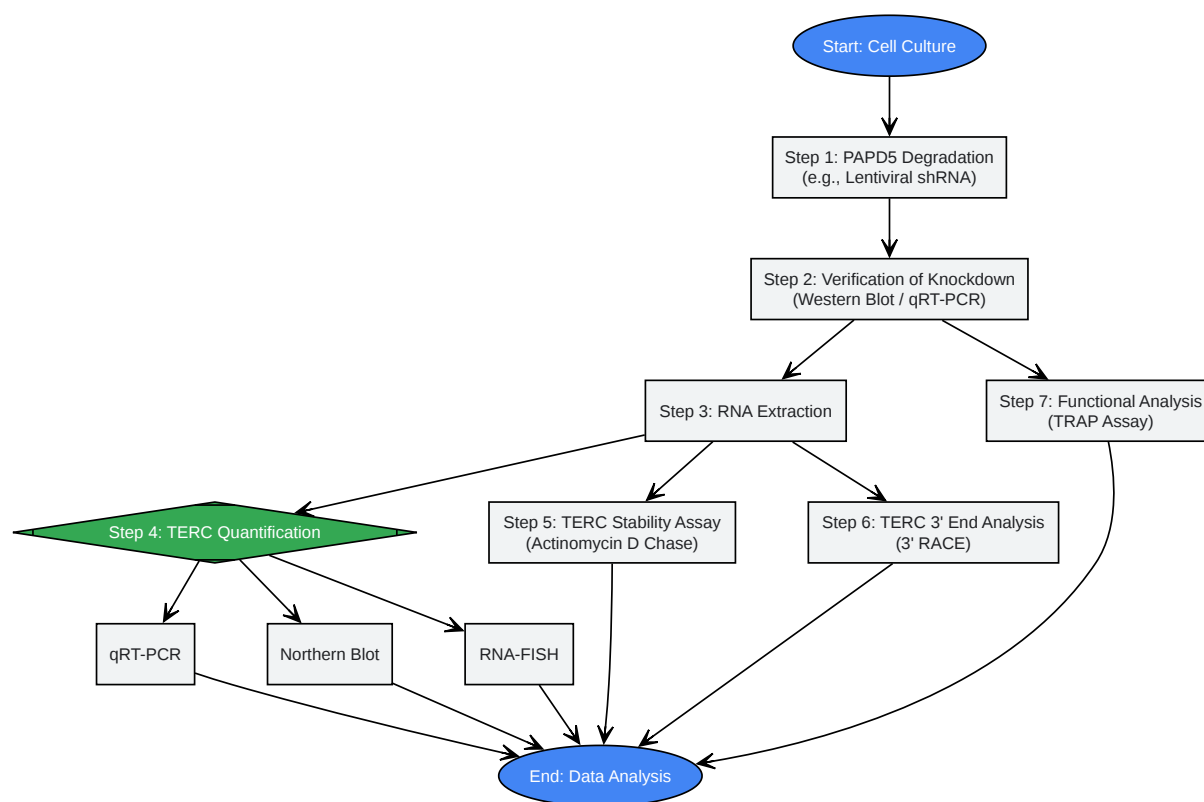 Start: Cell Culture
Step 1: PAPD5 Degradation
(e.g., Lentiviral shRNA)
Step 2: Verification of Knockdown
(Western Blot / qRT-PCR)
Step 3: RNA Extraction
Step 7: Functional Analysis
(TRAP Assay)
Step 4: TERC Quantification
Step 5: TERC Stability Assay
(Actinomycin D Chase)
Step 6: TERC 3' End Analysis
(3' RACE)
qRT-PCR
Northern Blot
RNA-FISH
End: Data Analysis